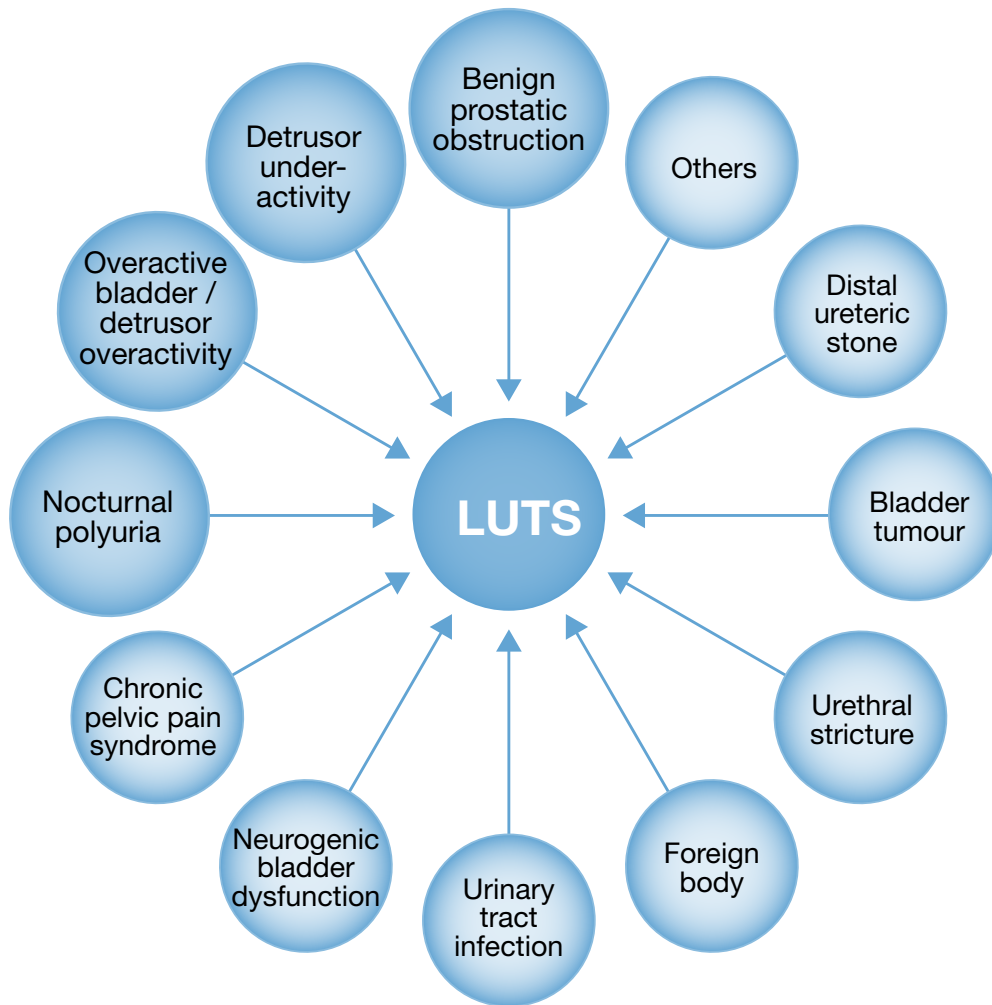 Benign
prostatic
obstruction
Others
Distal
ureteric
stone
Bladder
tumour
Urethral
stricture
Foreign
body
Urinary
tract
infection
Neurogenic
bladder
dysfunction
Chronic
pelvic pain
syndrome
Nocturnal
polyuria
Overactive
bladder /
detrusor
overactivity
Detrusor
under-
activity
LUTS